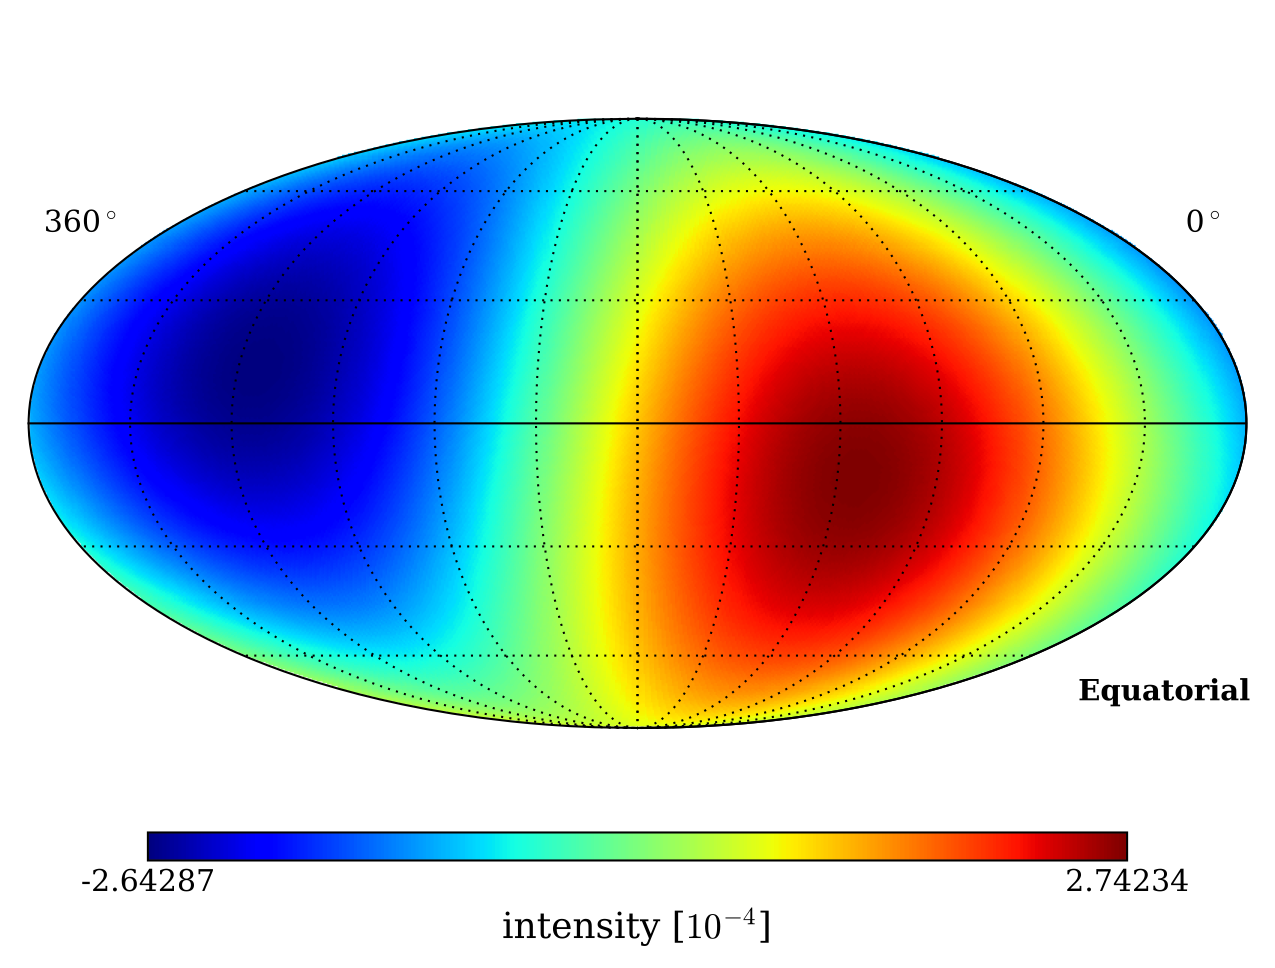 360°
0°
Equatorial
-2.64287
2.74234
intensity [10⁻⁴]